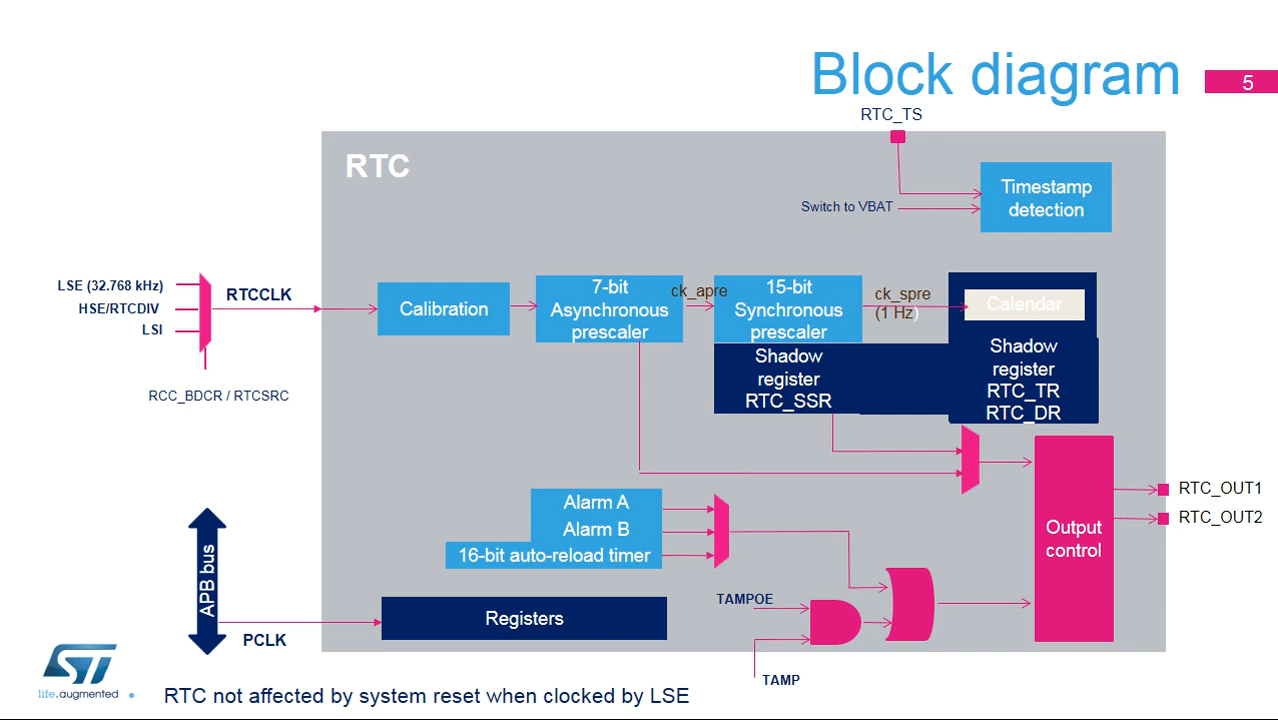 Block diagram
5
RTC_TS
RTC
Timestamp
detection
Switch to VBAT
LSE (32.768 kHz)
HSE/RTCDIV
LSI
RTCCLK
RCC_BDCR / RTCSRC
Calibration
7-bit
Asynchronous
prescaler
ck_apre
15-bit
Synchronous
prescaler
ck_spre
(1 Hz)
Calendar
Shadow
register
RTC_SSR
Shadow
register
RTC_TR
RTC_DR
Alarm A
Alarm B
16-bit auto-reload timer
Output
control
RTC_OUT1
RTC_OUT2
APB bus
PCLK
Registers
TAMPOE
TAMP
ST
life.augmented
• RTC not affected by system reset when clocked by LSE